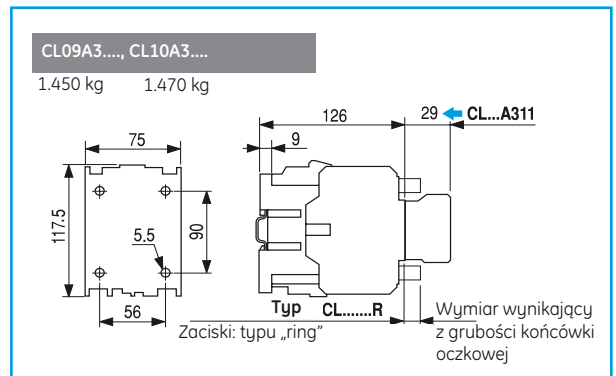 CL09A3...., CL10A3....
1.450 kg 1.470 kg
126 29 CL...A311
75 9
117.5 5.5 90
56
Typ CL.......R
Zaciski: typu „ring”
Wymiar wynikający
z grubości końcówki
oczkowej